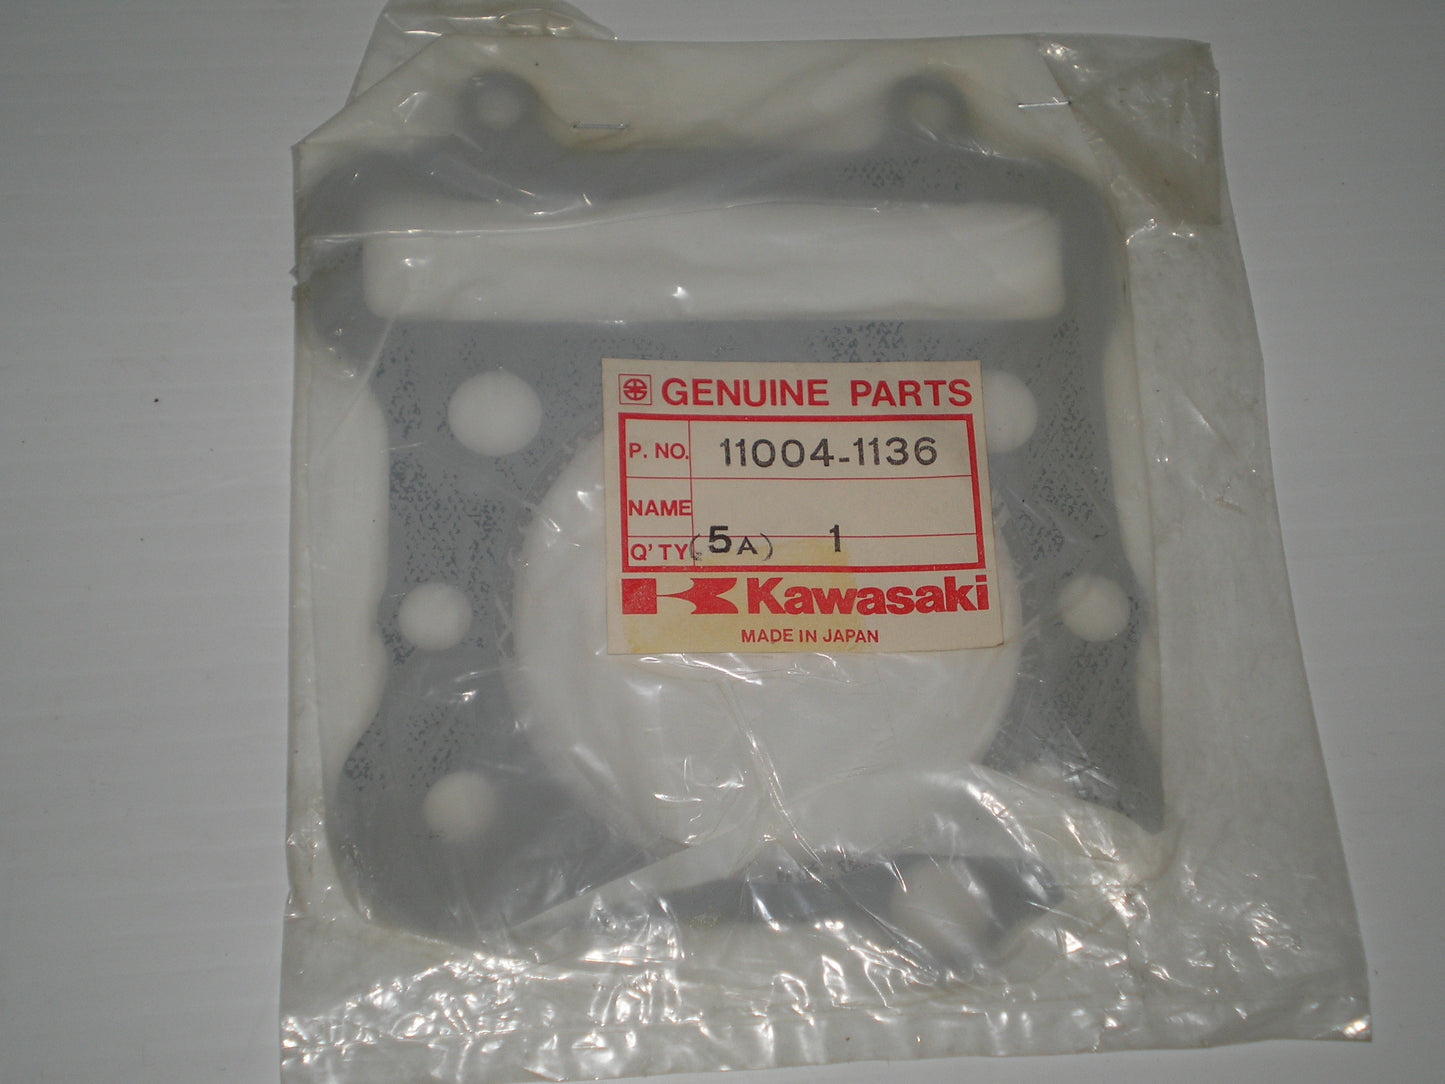 GENUINE PARTS
P. NO. 11004-1136
NAME
Q'TY (5A) 1
Kawasaki
MADE IN JAPAN